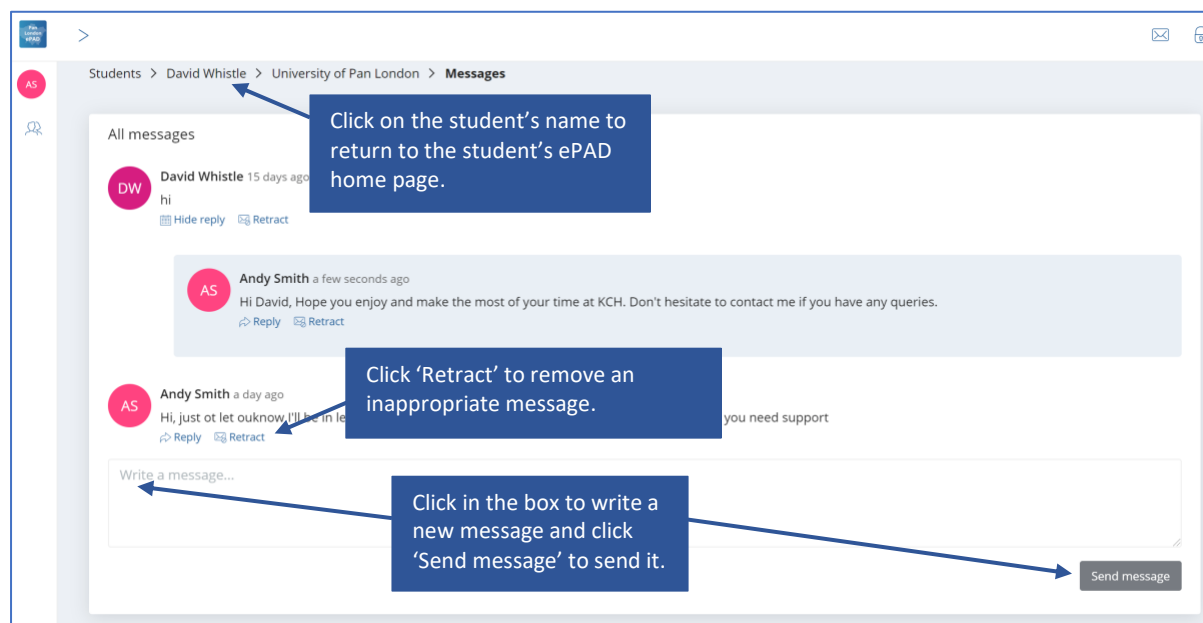 Pan
London
ePAD
>
AS
Students > David Whistle > University of Pan London > Messages
Click on the student’s name to
return to the student’s ePAD
home page.
All messages
DW
David Whistle 15 days ago
hi
Hide reply Retract
AS
Andy Smith a few seconds ago
Hi David, Hope you enjoy and make the most of your time at KCH. Don't hesitate to contact me if you have any queries.
Reply Retract
Click ‘Retract’ to remove an
inappropriate message.
AS
Andy Smith a day ago
Hi, just ot let ouknow,I'll be in le you need support
Reply Retract
Write a message...
Click in the box to write a
new message and click
‘Send message’ to send it.
Send message